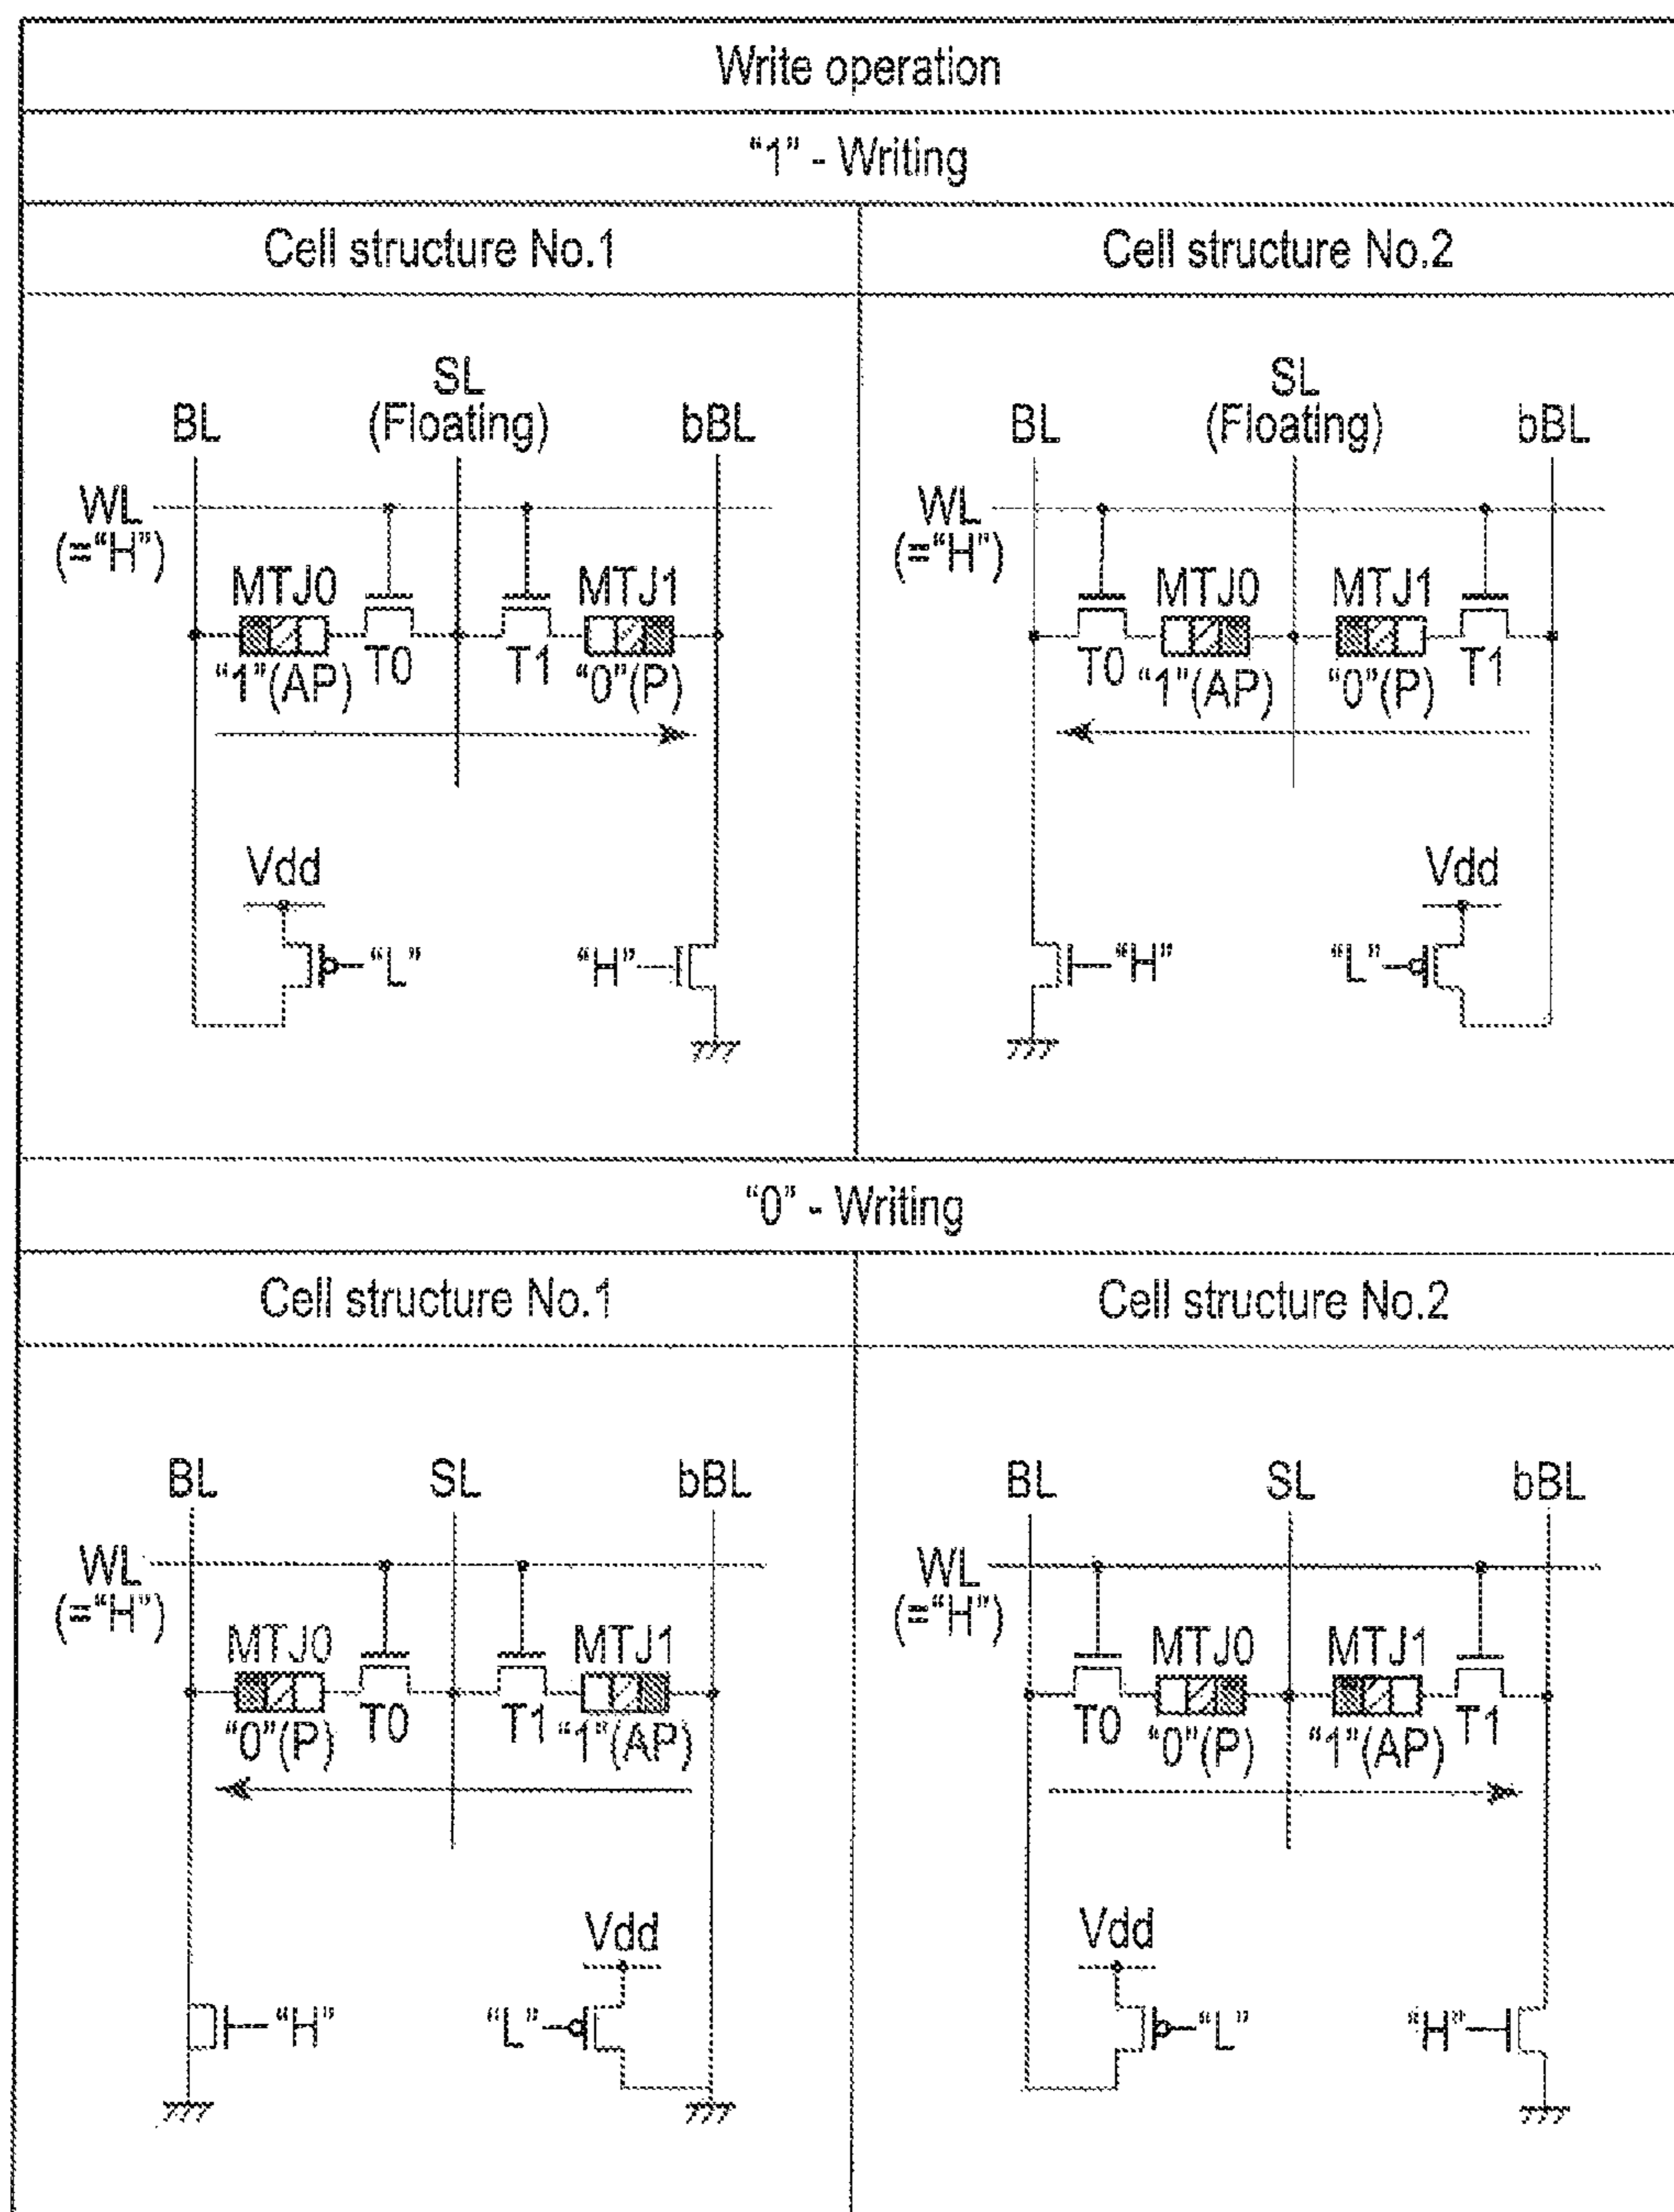 Write operation
“1” - Writing
Cell structure No.1
Cell structure No.2
SL
BL (Floating) bBL
WL
(=“H”)
MTJ0 MTJ1
“1”(AP) T0 T1 “0”(P)
Vdd
“L” “H”
SL
BL (Floating) bBL
WL
(=“H”)
MTJ0 MTJ1
T0 “1”(AP) “0”(P) T1
Vdd
“H” “L”
“0” - Writing
Cell structure No.1
Cell structure No.2
BL SL bBL
WL
(=“H”)
MTJ0 MTJ1
“0”(P) T0 T1 “1”(AP)
Vdd
“H” “L”
BL SL bBL
WL
(=“H”)
MTJ0 MTJ1
T0 “0”(P) “1”(AP) T1
Vdd
“L” “H”